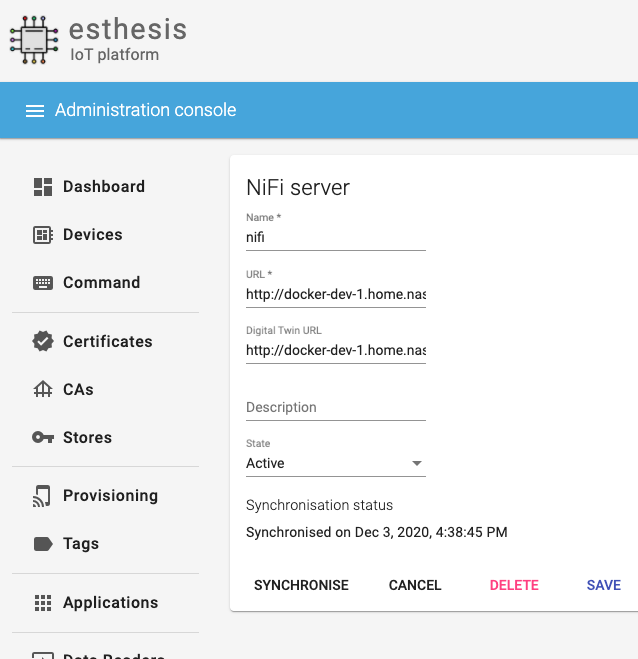 esthesis
IoT platform
Administration console
Dashboard
Devices
Command
Certificates
CAs
Stores
Provisioning
Tags
Applications
Data Readers
NiFi server
Name *
nifi
URL *
http://docker-dev-1.home.nas
Digital Twin URL
http://docker-dev-1.home.nas
Description
State
Active
Synchronisation status
Synchronised on Dec 3, 2020, 4:38:45 PM
SYNCHRONISE CANCEL DELETE SAVE